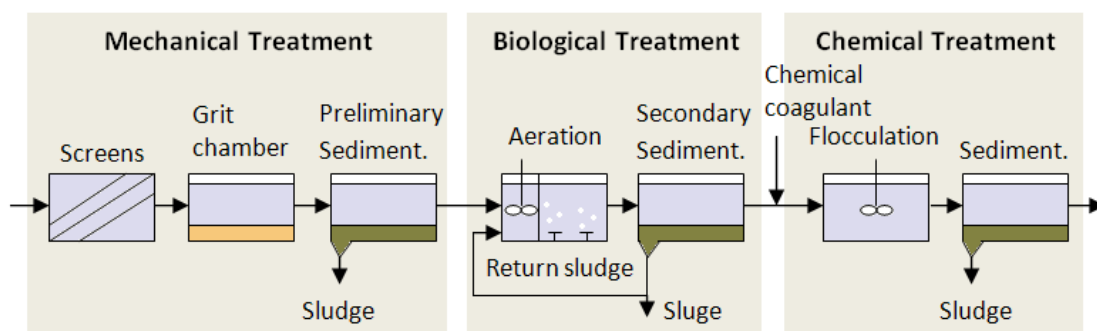 Mechanical Treatment
Screens
Grit
chamber
Preliminary
Sediment.
Sludge
Biological Treatment
Aeration
Secondary
Sediment.
Return sludge
Sluge
Chemical Treatment
Chemical
coagulant
Flocculation
Sediment.
Sludge